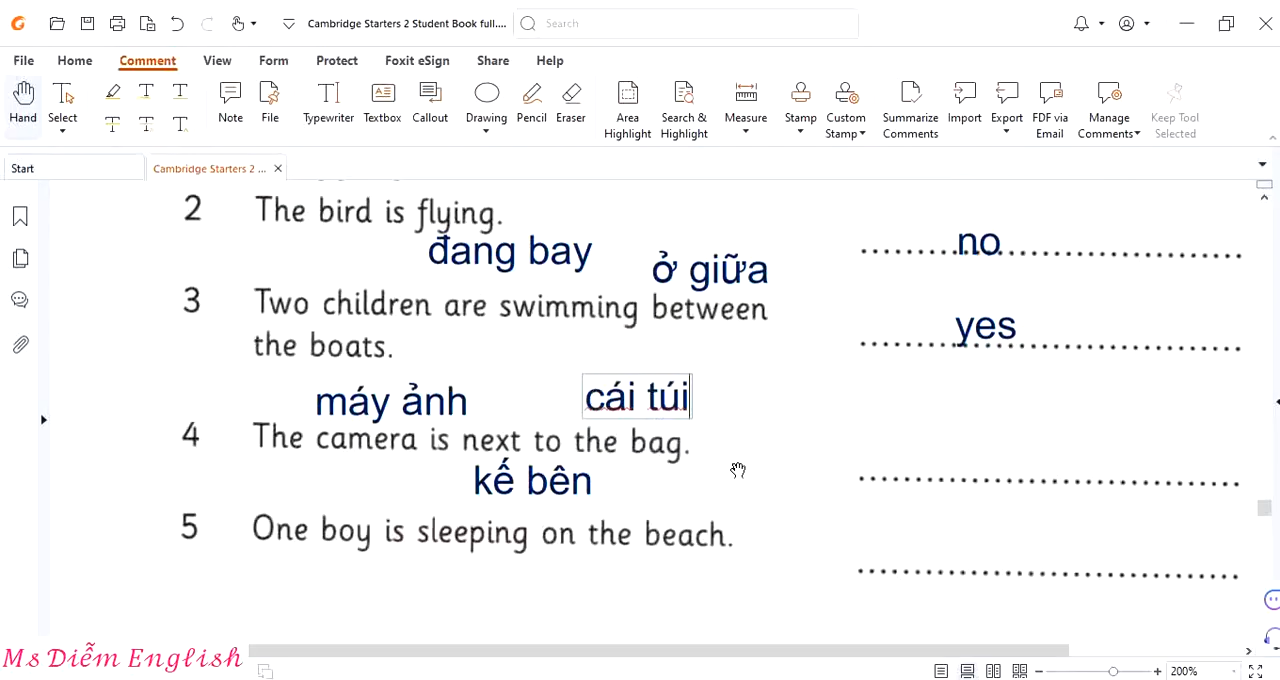 Cambridge Starters 2 Student Book full....
Search
File Home Comment View Form Protect Foxit eSign Share Help
Hand
Select
Note
File
Typewriter
Textbox
Callout
Drawing
Pencil
Eraser
Area Highlight
Search & Highlight
Measure
Stamp
Custom Stamp
Summarize Comments
Import
Export
PDF via Email
Manage Comments
Keep Tool Selected
Start
Cambridge Starters 2 ...
2 The bird is flying.
đang bay
no
ở giữa
3 Two children are swimming between
the boats.
yes
máy ảnh
cái túi
4 The camera is next to the bag.
kế bên
5 One boy is sleeping on the beach.
Ms Diễm English
200%